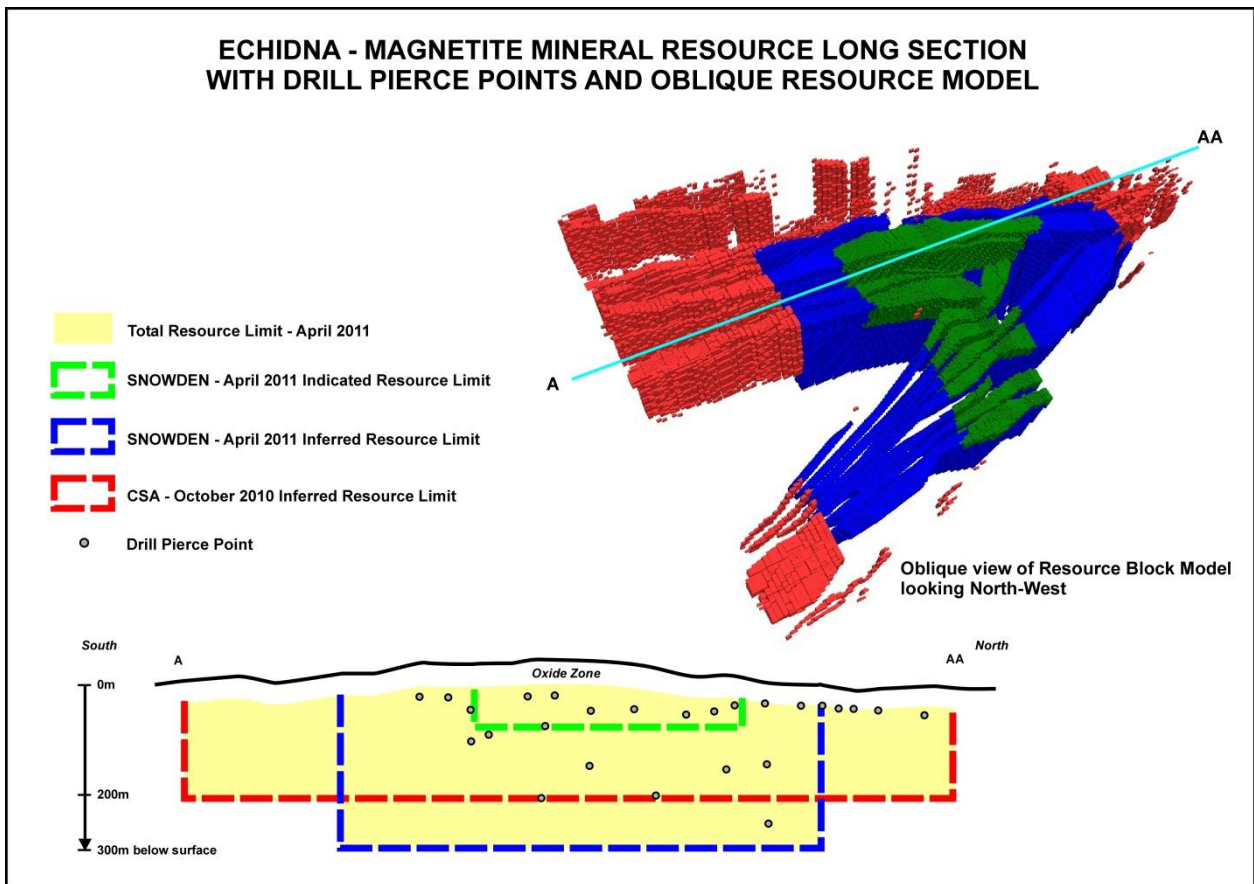 ECHIDNA - MAGNETITE MINERAL RESOURCE LONG SECTION
WITH DRILL PIERCE POINTS AND OBLIQUE RESOURCE MODEL
AA
A
Total Resource Limit - April 2011
SNOWDEN - April 2011 Indicated Resource Limit
SNOWDEN - April 2011 Inferred Resource Limit
CSA - October 2010 Inferred Resource Limit
Drill Pierce Point
Oblique view of Resource Block Model
looking North-West
South
North
A
AA
Oxide Zone
0m
200m
300m below surface